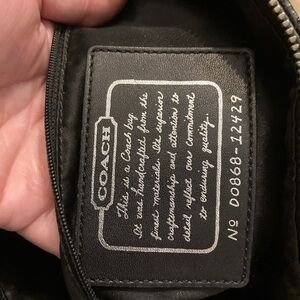 COACH
This is a Coach bag.
It was handcrafted from the
finest materials. Its superior
craftsmanship and attention to
detail reflect our commitment
to enduring quality.
No D0868-12429